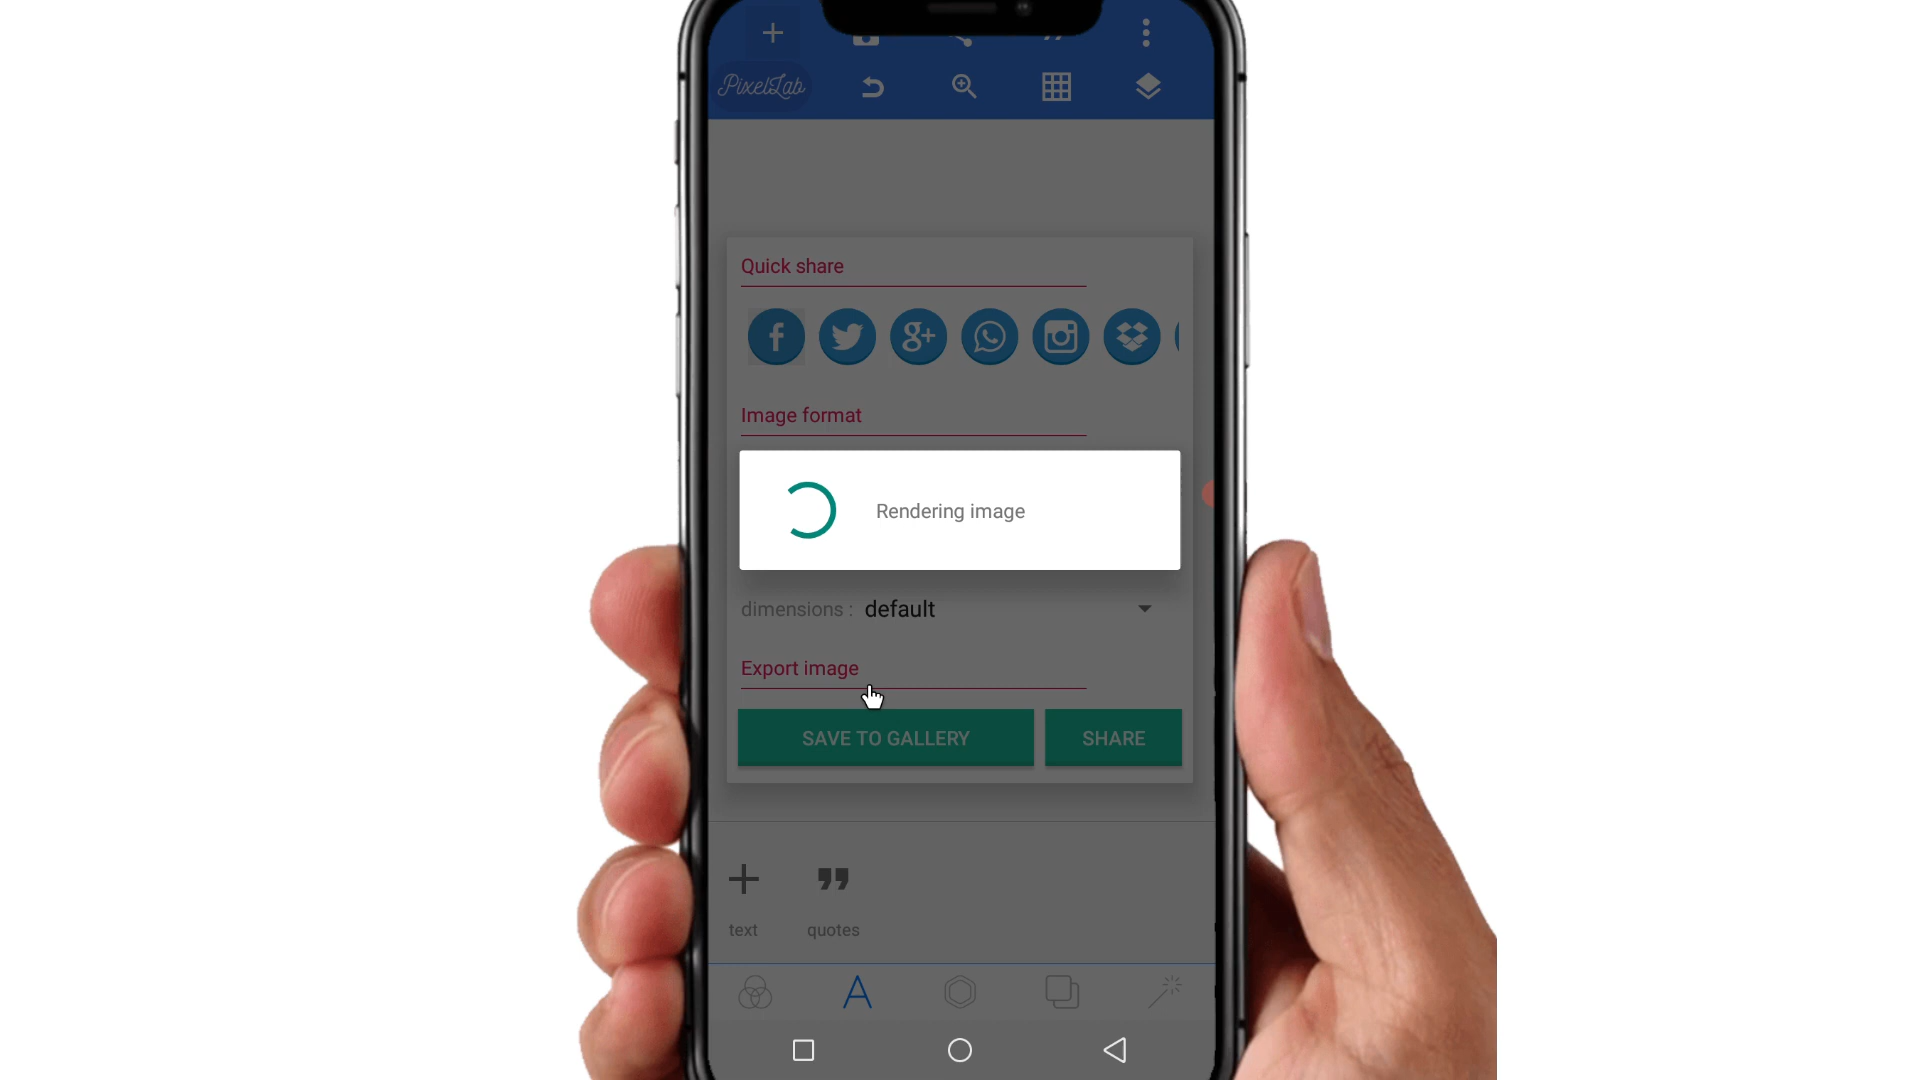 PixelLab
Quick share
Image format
Rendering image
dimensions : default
Export image
SAVE TO GALLERY
SHARE
text
quotes